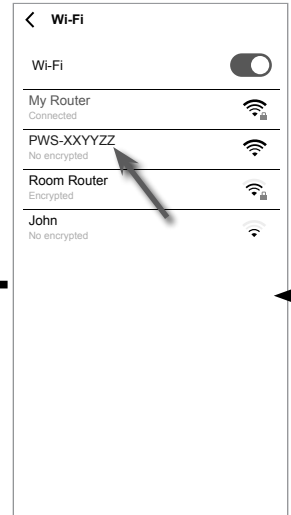 Wi-Fi
Wi-Fi
My Router
Connected
PWS-XXYYZZ
No encrypted
Room Router
Encrypted
John
No encrypted